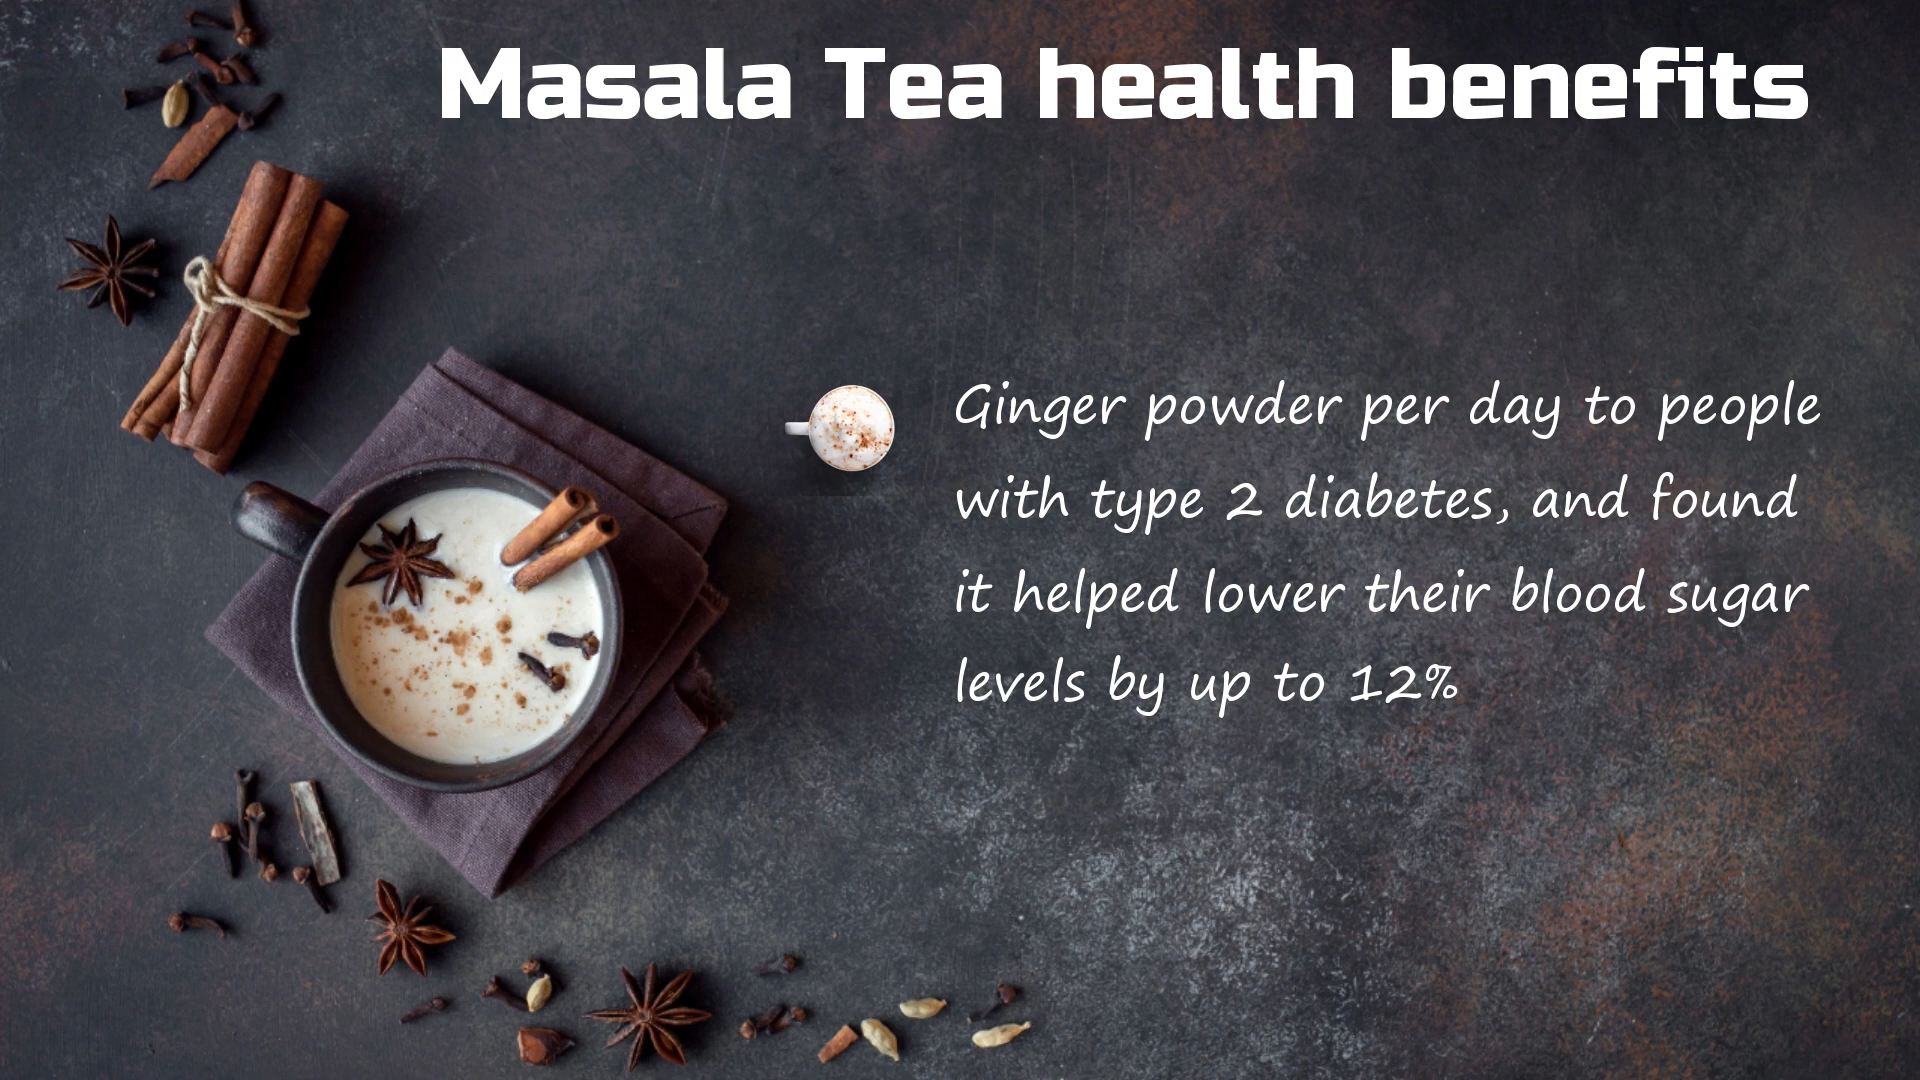 Masala Tea health benefits
Ginger powder per day to people
with type 2 diabetes, and found
it helped lower their blood sugar
levels by up to 12%